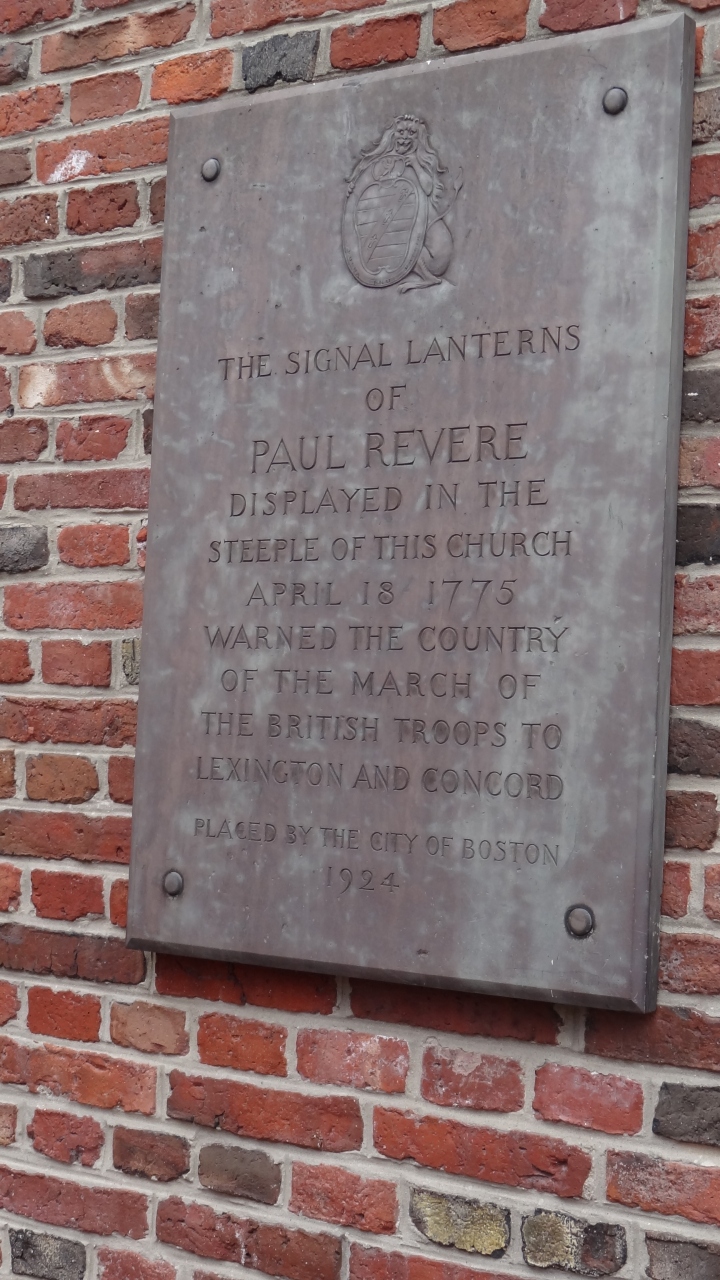 THE SIGNAL LANTERNS
OF
PAUL REVERE
DISPLAYED IN THE
STEEPLE OF THIS CHURCH
APRIL 18 1775
WARNED THE COUNTRY
OF THE MARCH OF
THE BRITISH TROOPS TO
LEXINGTON AND CONCORD
PLACED BY THE CITY OF BOSTON
1924